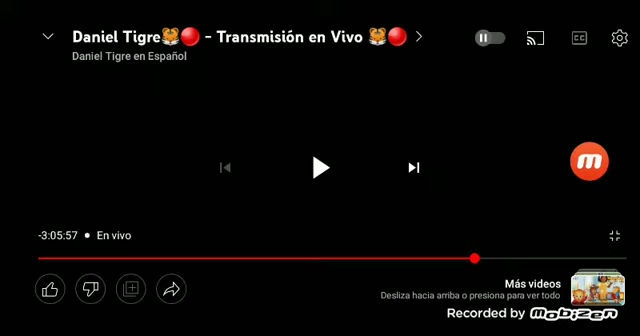 Daniel Tigre🐯🔴 - Transmisión en Vivo 🐯🔴
Daniel Tigre en Español
CC
m
-3:05:57 • En vivo
Más videos
Desliza hacia arriba o presiona para ver todo
Recorded by Mobizen